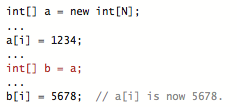 int[] a = new int[N];
...
a[i] = 1234;
...
int[] b = a;
...
b[i] = 5678;  // a[i] is now 5678.